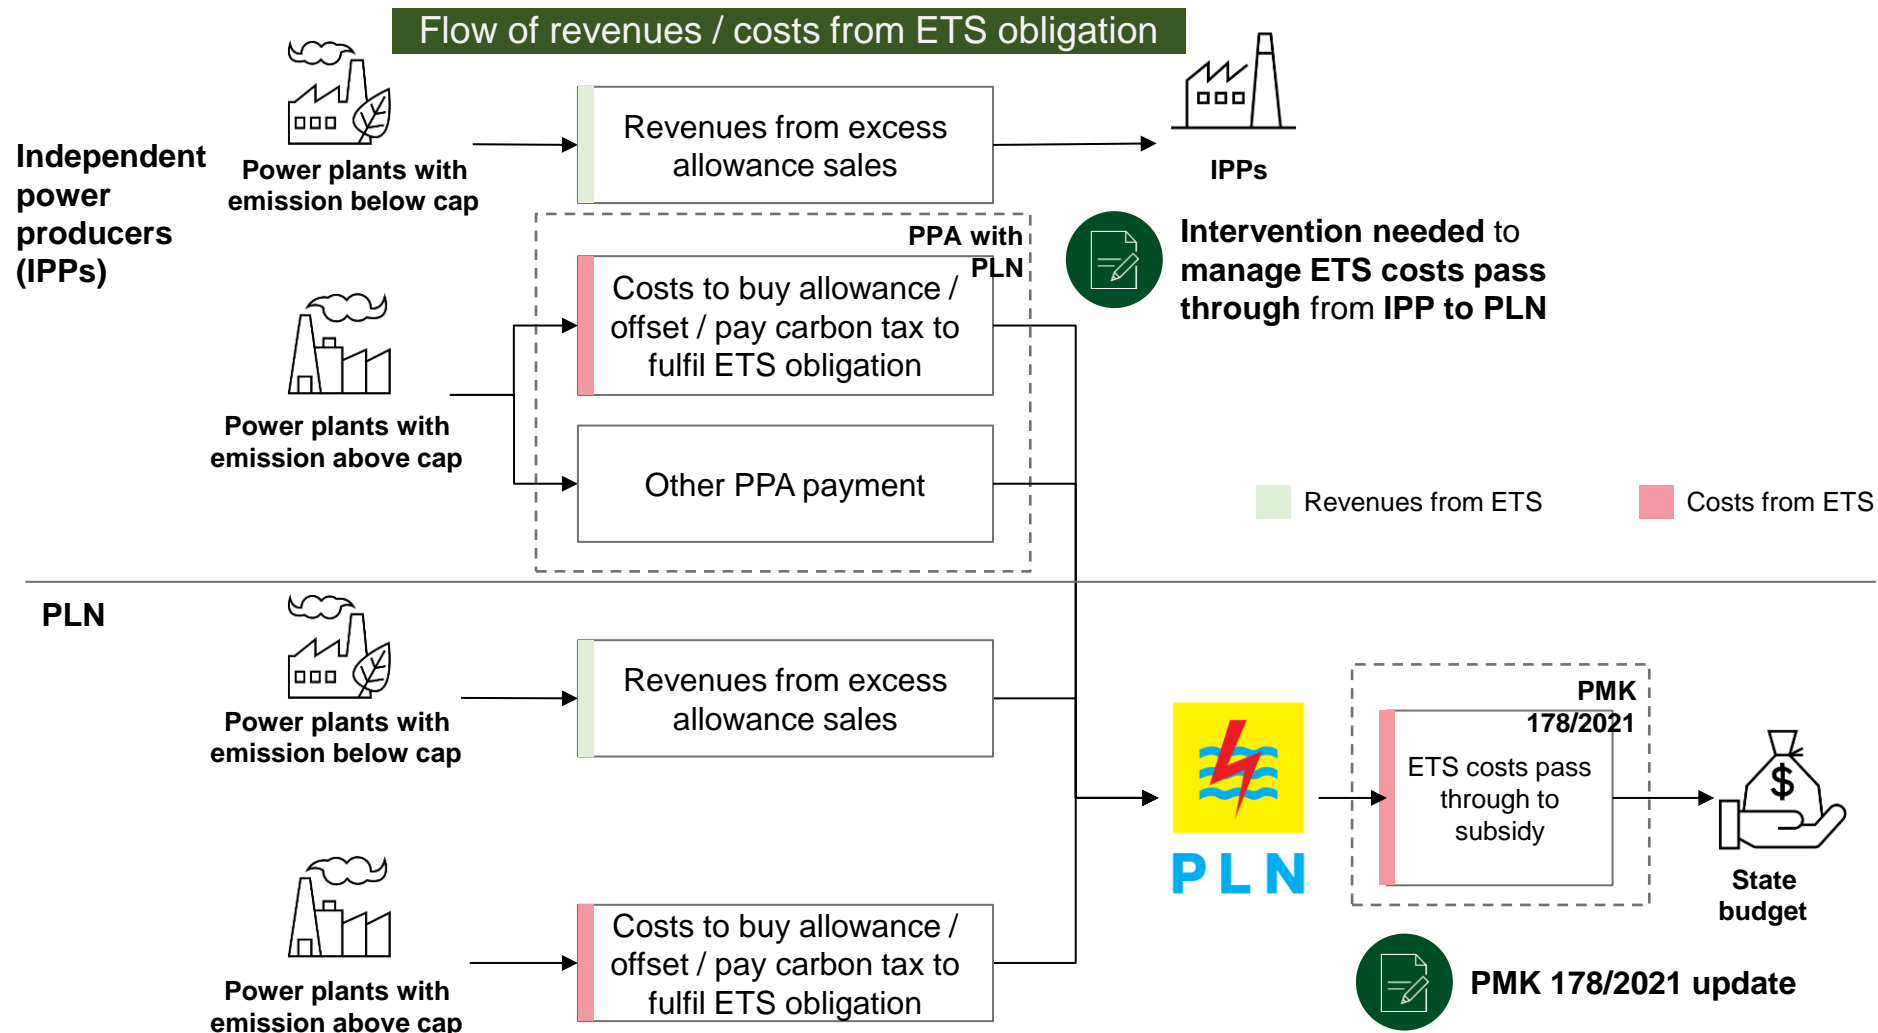 Flow of revenues / costs from ETS obligation
Independent
power
producers
(IPPs)
Power plants with
emission below cap
Revenues from excess
allowance sales
IPPs
PPA with
PLN
Intervention needed to
manage ETS costs pass
through from IPP to PLN
Costs to buy allowance /
offset / pay carbon tax to
fulfil ETS obligation
Power plants with
emission above cap
Other PPA payment
Revenues from ETS
Costs from ETS
PLN
Power plants with
emission below cap
Revenues from excess
allowance sales
PLN
PMK
178/2021
ETS costs pass
through to
subsidy
$
State
budget
Power plants with
emission above cap
Costs to buy allowance /
offset / pay carbon tax to
fulfil ETS obligation
PMK 178/2021 update